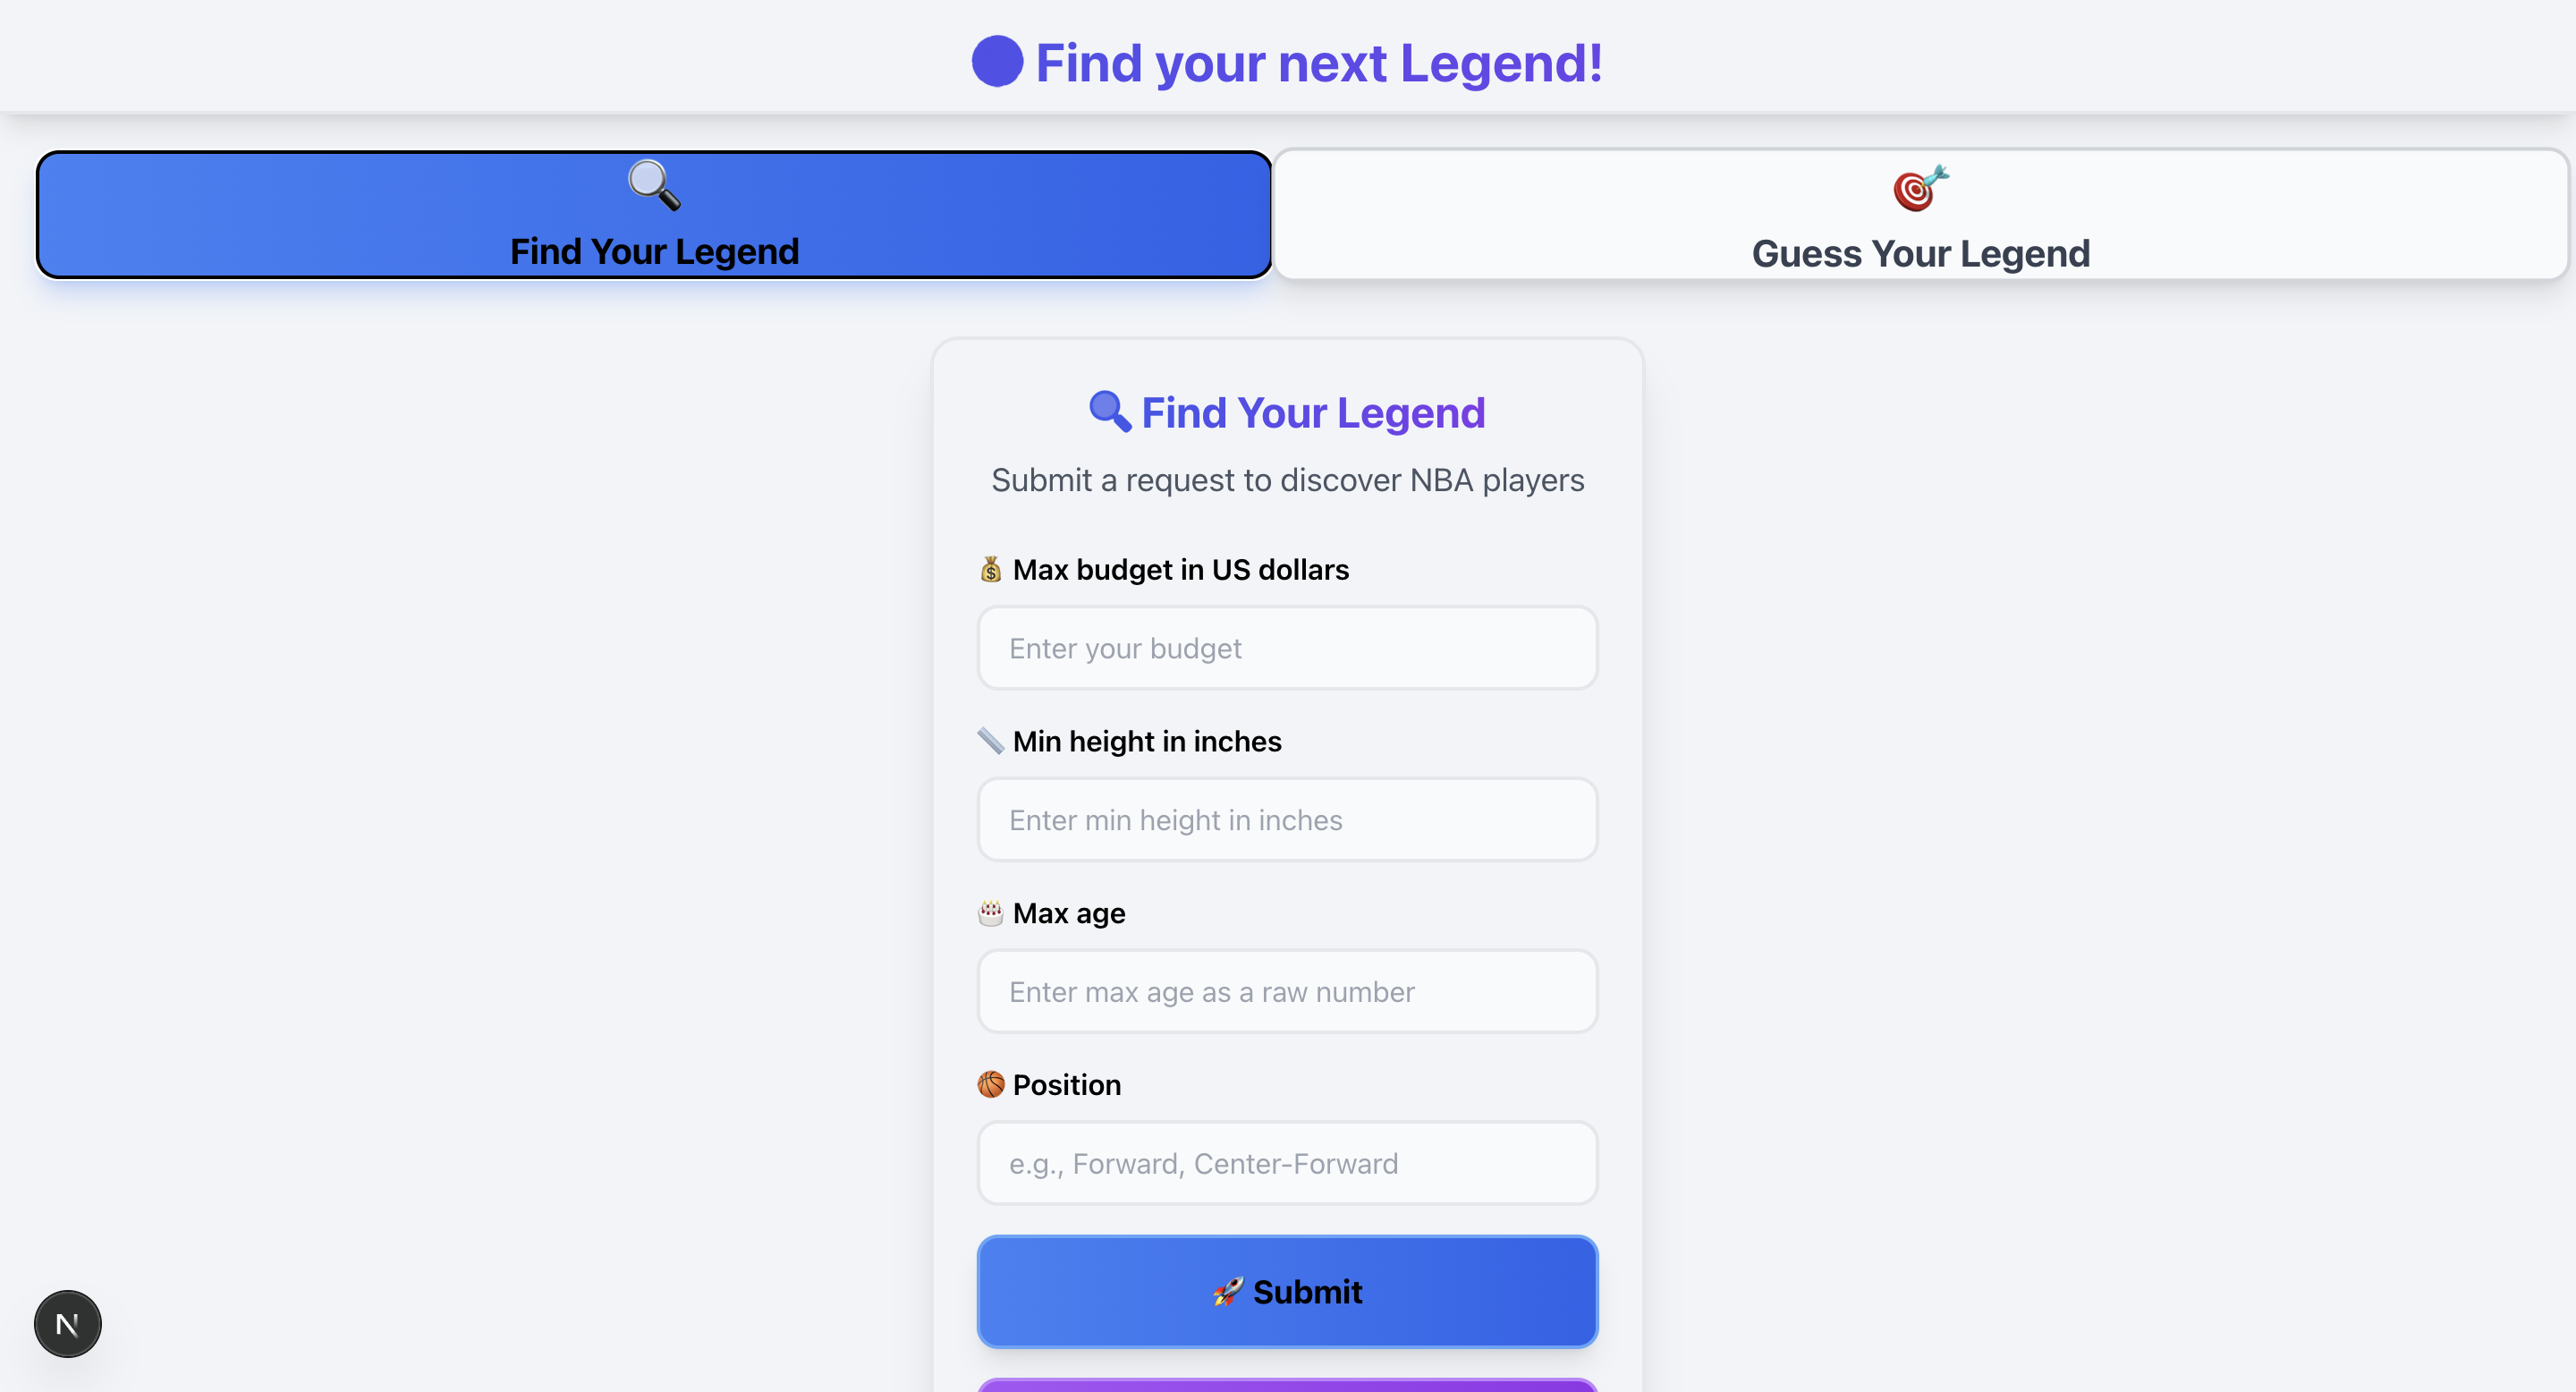 Find your next Legend!
Find Your Legend
Guess Your Legend
Find Your Legend
Submit a request to discover NBA players
Max budget in US dollars
Enter your budget
Min height in inches
Enter min height in inches
Max age
Enter max age as a raw number
Position
e.g., Forward, Center-Forward
Submit
N